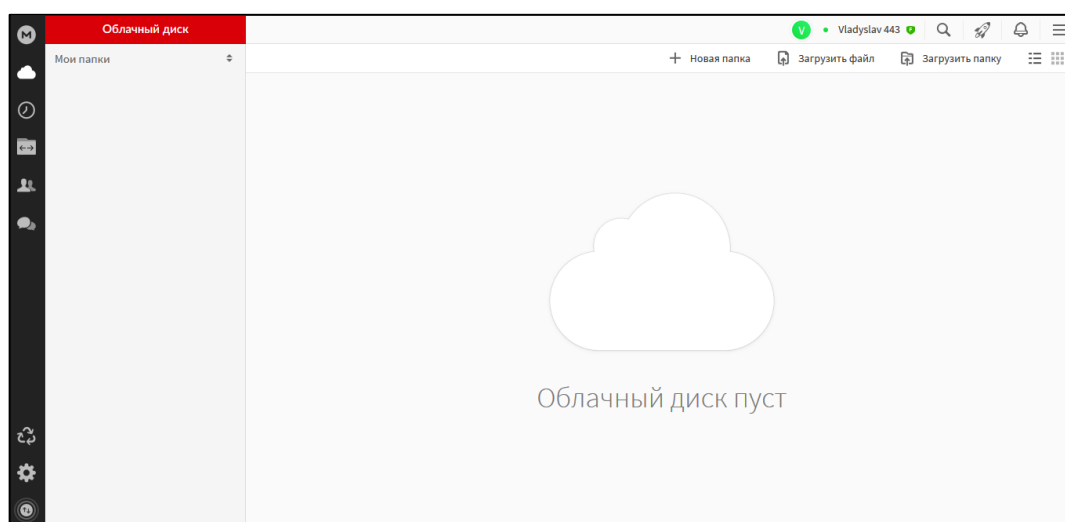 Облачный диск
V Vladyslav 443
Мои папки
Новая папка Загрузить файл Загрузить папку
Облачный диск пуст